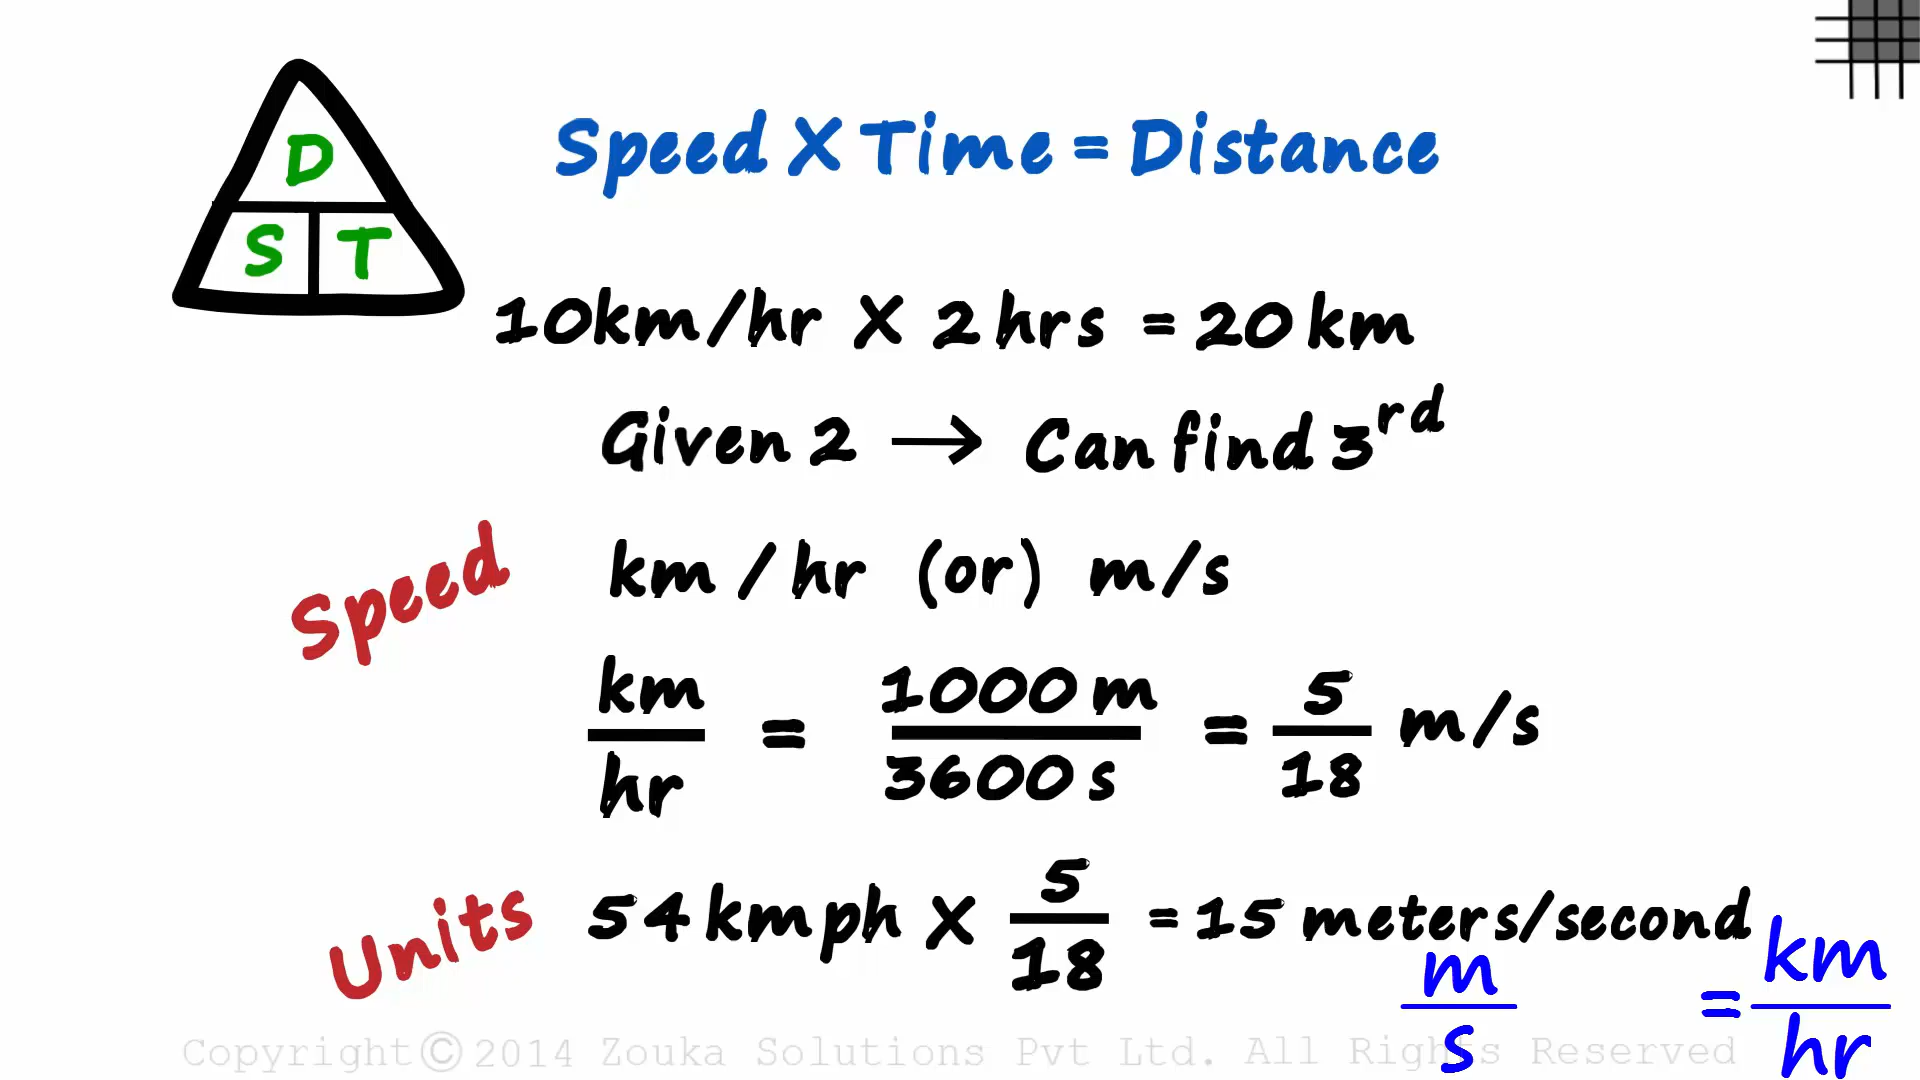 D
S T
Speed X Time = Distance
10km/hr X 2hrs = 20km
Given 2 → Can find 3rd
Speed
km/hr (or) m/s
km/hr = 1000m/3600s = 5/18 m/s
Units
54kmph X 5/18 = 15 meters/second
m/s = km/hr
Copyright©2014 Zouka Solutions Pvt Ltd. All Rights Reserved